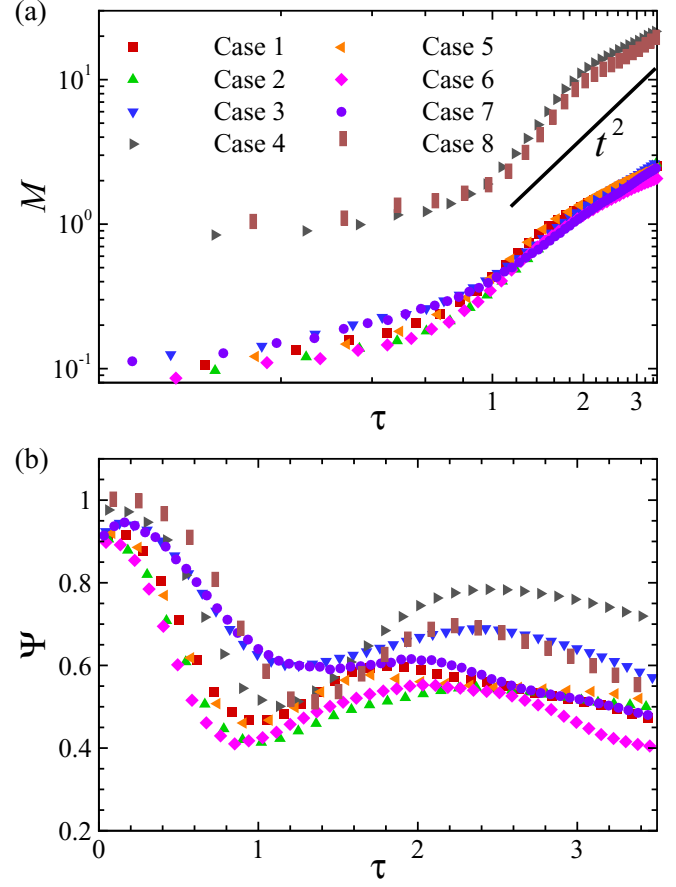 (a)
Case 1 Case 5
Case 2 Case 6
Case 3 Case 7
Case 4 Case 8
M
10¹
10⁰
10⁻¹
t²
1 2 3
τ
(b)
Ψ
1
0.8
0.6
0.4
0.2
0 1 2 3
τ